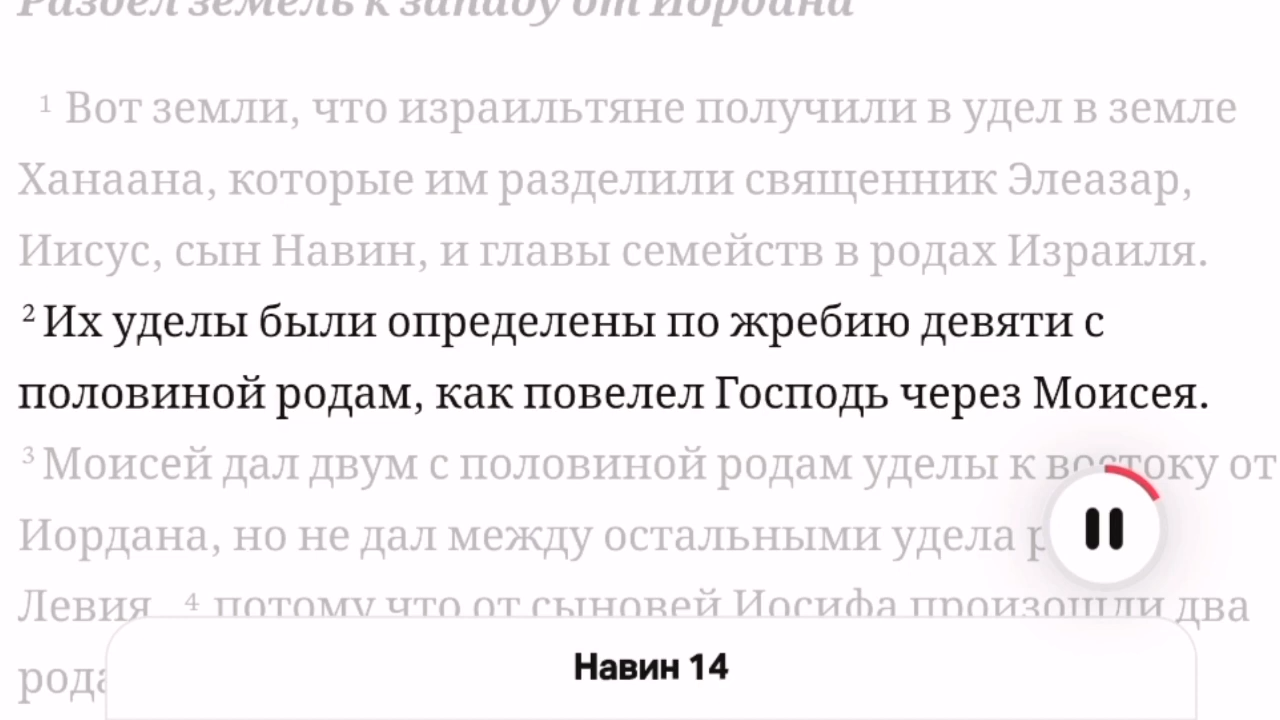 Раздел земель к западу от Иордана
1 Вот земли, что израильтяне получили в удел в земле
Ханаана, которые им разделили священник Элеазар,
Иисус, сын Навин, и главы семейств в родах Израиля.
2 Их уделы были определены по жребию девяти с
половиной родам, как повелел Господь через Моисея.
3 Моисей дал двум с половиной родам уделы к востоку от
Иордана, но не дал между остальными удела
Левия 4 потому что от сыновей Иосифа произошли два
Навин 14